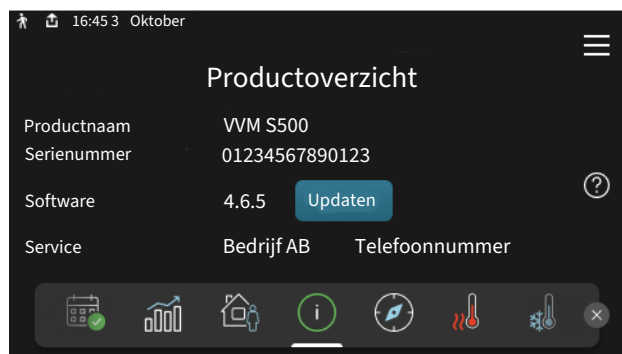 16:45 3 Oktober
Productoverzicht
Productnaam VVM S500
Serienummer 01234567890123
Software 4.6.5 Updaten
Service Bedrijf AB Telefoonnummer